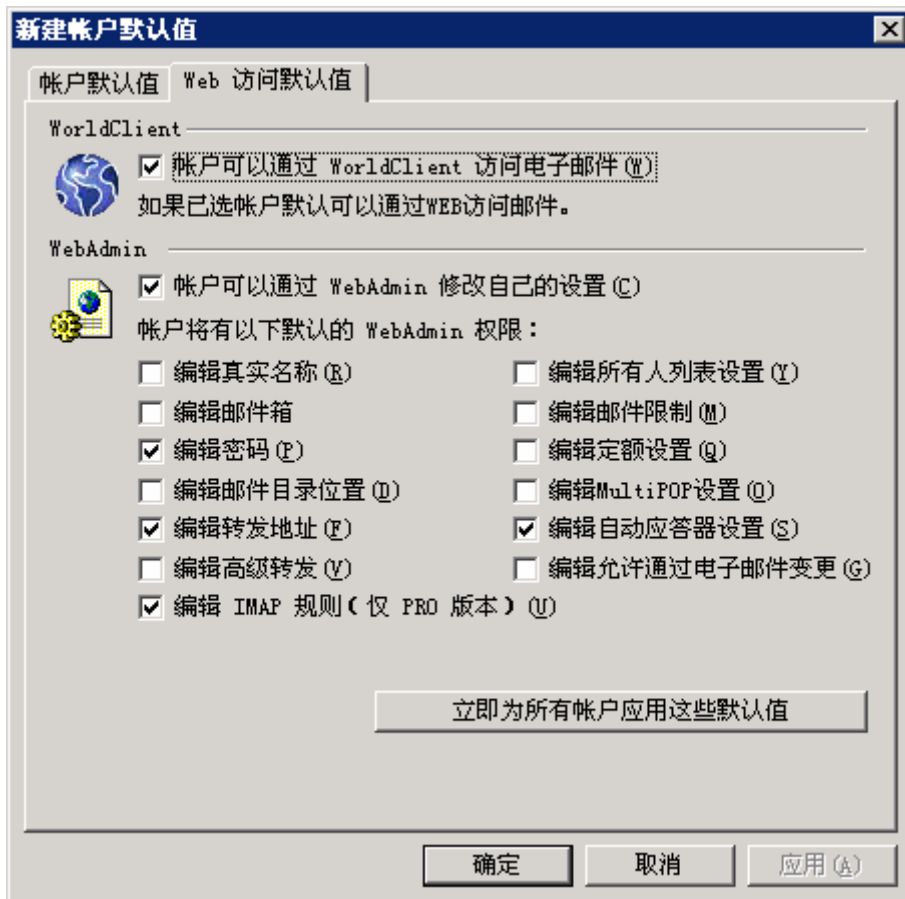 新建帐户默认值
帐户默认值 Web 访问默认值
WorldClient
帐户可以通过 WorldClient 访问电子邮件(W)
如果已选帐户默认可以通过WEB访问邮件。
WebAdmin
帐户可以通过 WebAdmin 修改自己的设置(C)
帐户将有以下默认的 WebAdmin 权限：
编辑真实名称(R) 编辑所有人列表设置(Y)
编辑邮件箱 编辑邮件限制(M)
编辑密码(P) 编辑定额设置(Q)
编辑邮件目录位置(D) 编辑MultiPOP设置(O)
编辑转发地址(F) 编辑自动应答器设置(S)
编辑高级转发(V) 编辑允许通过电子邮件变更(G)
编辑 IMAP 规则(仅 PRO 版本)(U)
立即为所有帐户应用这些默认值
确定 取消 应用(A)